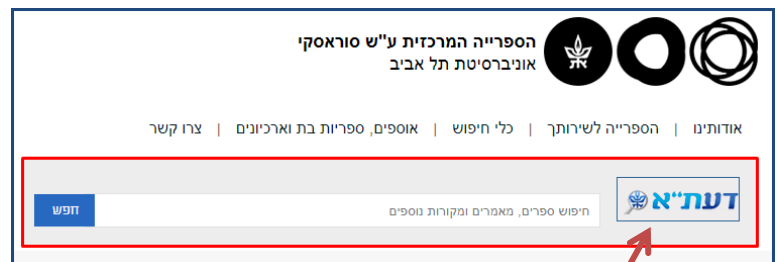 הספרייה המרכזית ע"ש סוראסקי
אוניברסיטת תל אביב
אודותינו | הספרייה לשירותך | כלי חיפוש | אוספים, ספריות בת וארכיונים | צרו קשר
דעת"א
חיפוש ספרים, מאמרים ומקורות נוספים
חפש